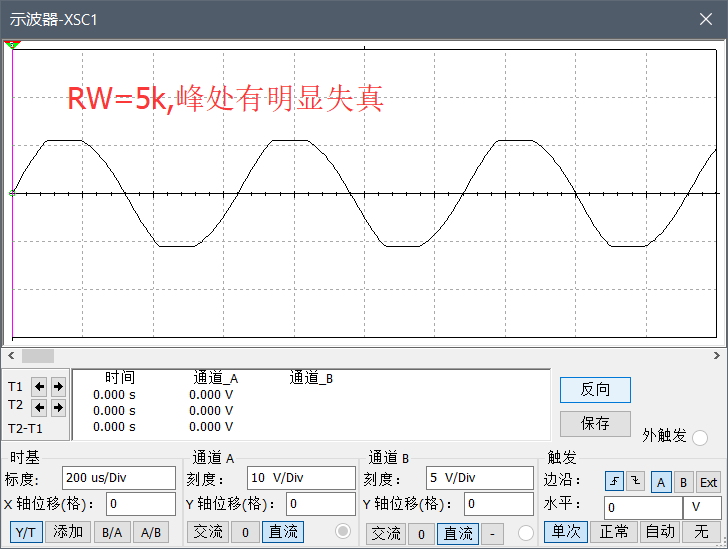 示波器-XSC1
RW=5k,峰处有明显失真
时间 通道_A 通道_B
T1 0.000 s 0.000 V
T2 0.000 s 0.000 V
T2-T1 0.000 s 0.000 V
反向
保存
外触发
时基
标度: 200 us/Div
X 轴位移(格): 0
Y/T 添加 B/A A/B
通道 A
刻度: 10 V/Div
Y 轴位移(格): 0
交流 0 直流
通道 B
刻度: 5 V/Div
Y 轴位移(格): 0
交流 0 直流 -
触发
边沿: A B Ext
水平: 0 V
单次 正常 自动 无